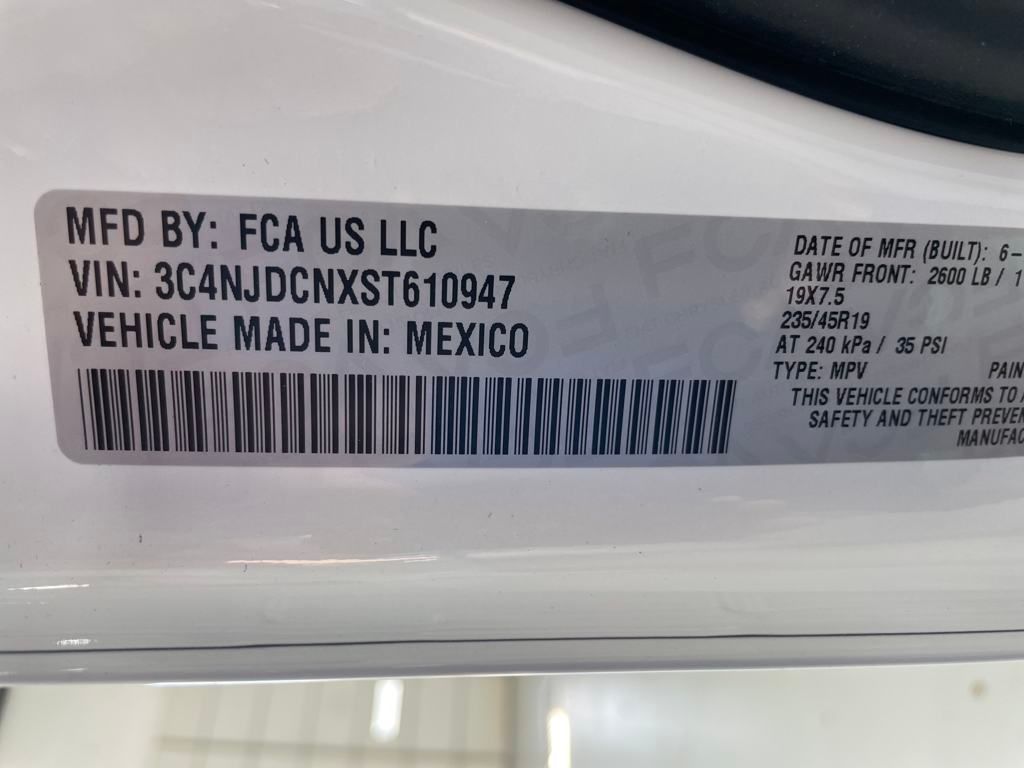 MFD BY: FCA US LLC
VIN: 3C4NJDCNXST610947
VEHICLE MADE IN: MEXICO
DATE OF MFR (BUILT): 6-
GAWR FRONT: 2600 LB / 1
19X7.5
235/45R19
AT 240 kPa / 35 PSI
TYPE: MPV PAIN
THIS VEHICLE CONFORMS TO A
SAFETY AND THEFT PREVEN
MANUFAC